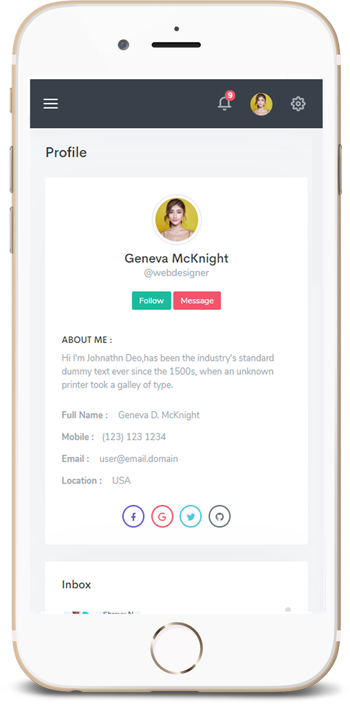 9
Profile
Geneva McKnight
@webdesigner
Follow Message
ABOUT ME :
Hi I'm Johnathn Deo,has been the industry's standard
dummy text ever since the 1500s, when an unknown
printer took a galley of type.
Full Name : Geneva D. McKnight
Mobile : (123) 123 1234
Email : user@email.domain
Location : USA
Inbox